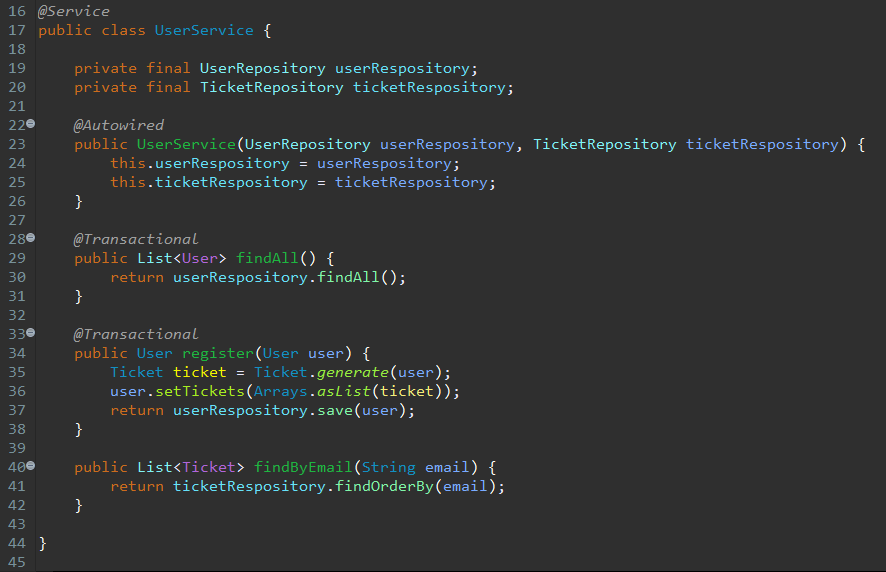 16 @Service
17 public class UserService {
18
19     private final UserRepository userRespository;
20     private final TicketRepository ticketRespository;
21
22     @Autowired
23     public UserService(UserRepository userRespository, TicketRepository ticketRespository) {
24         this.userRespository = userRespository;
25         this.ticketRespository = ticketRespository;
26     }
27
28     @Transactional
29     public List<User> findAll() {
30         return userRespository.findAll();
31     }
32
33     @Transactional
34     public User register(User user) {
35         Ticket ticket = Ticket.generate(user);
36         user.setTickets(Arrays.asList(ticket));
37         return userRespository.save(user);
38     }
39
40     public List<Ticket> findByEmail(String email) {
41         return ticketRespository.findOrderBy(email);
42     }
43
44 }
45